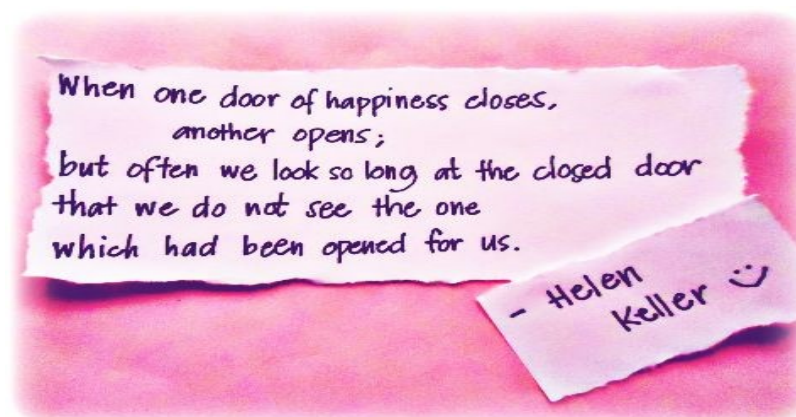 When one door of happiness closes,
another opens;
but often we look so long at the closed door
that we do not see the one
which had been opened for us.
- Helen
Keller